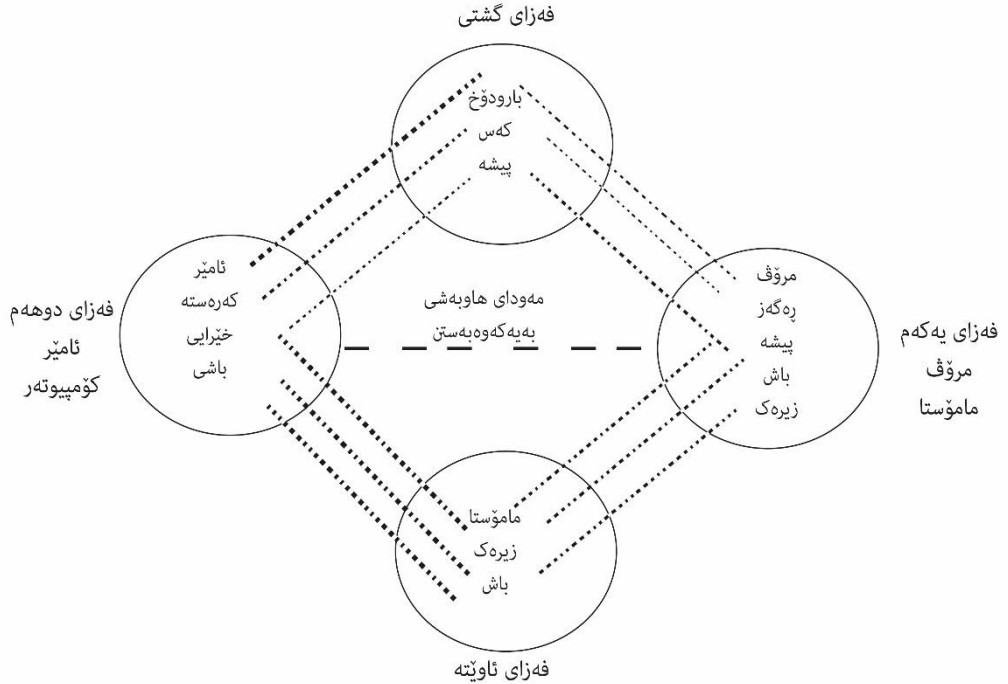 فەزای گشتی
بارودۆخ
کەس
پیشە
فەزای یەکەم
مرۆڤ
مامۆستا
مرۆڤ
ڕەگەز
پیشە
باش
زیرەک
مەودای هاوبەشی
بەیەکەوەبەستن
ئامێر
کەرەستە
خێرایی
باشی
فەزای دوهەم
ئامێر
کۆمپیوتەر
مامۆستا
زیرەک
باش
فەزای ئاوێتە